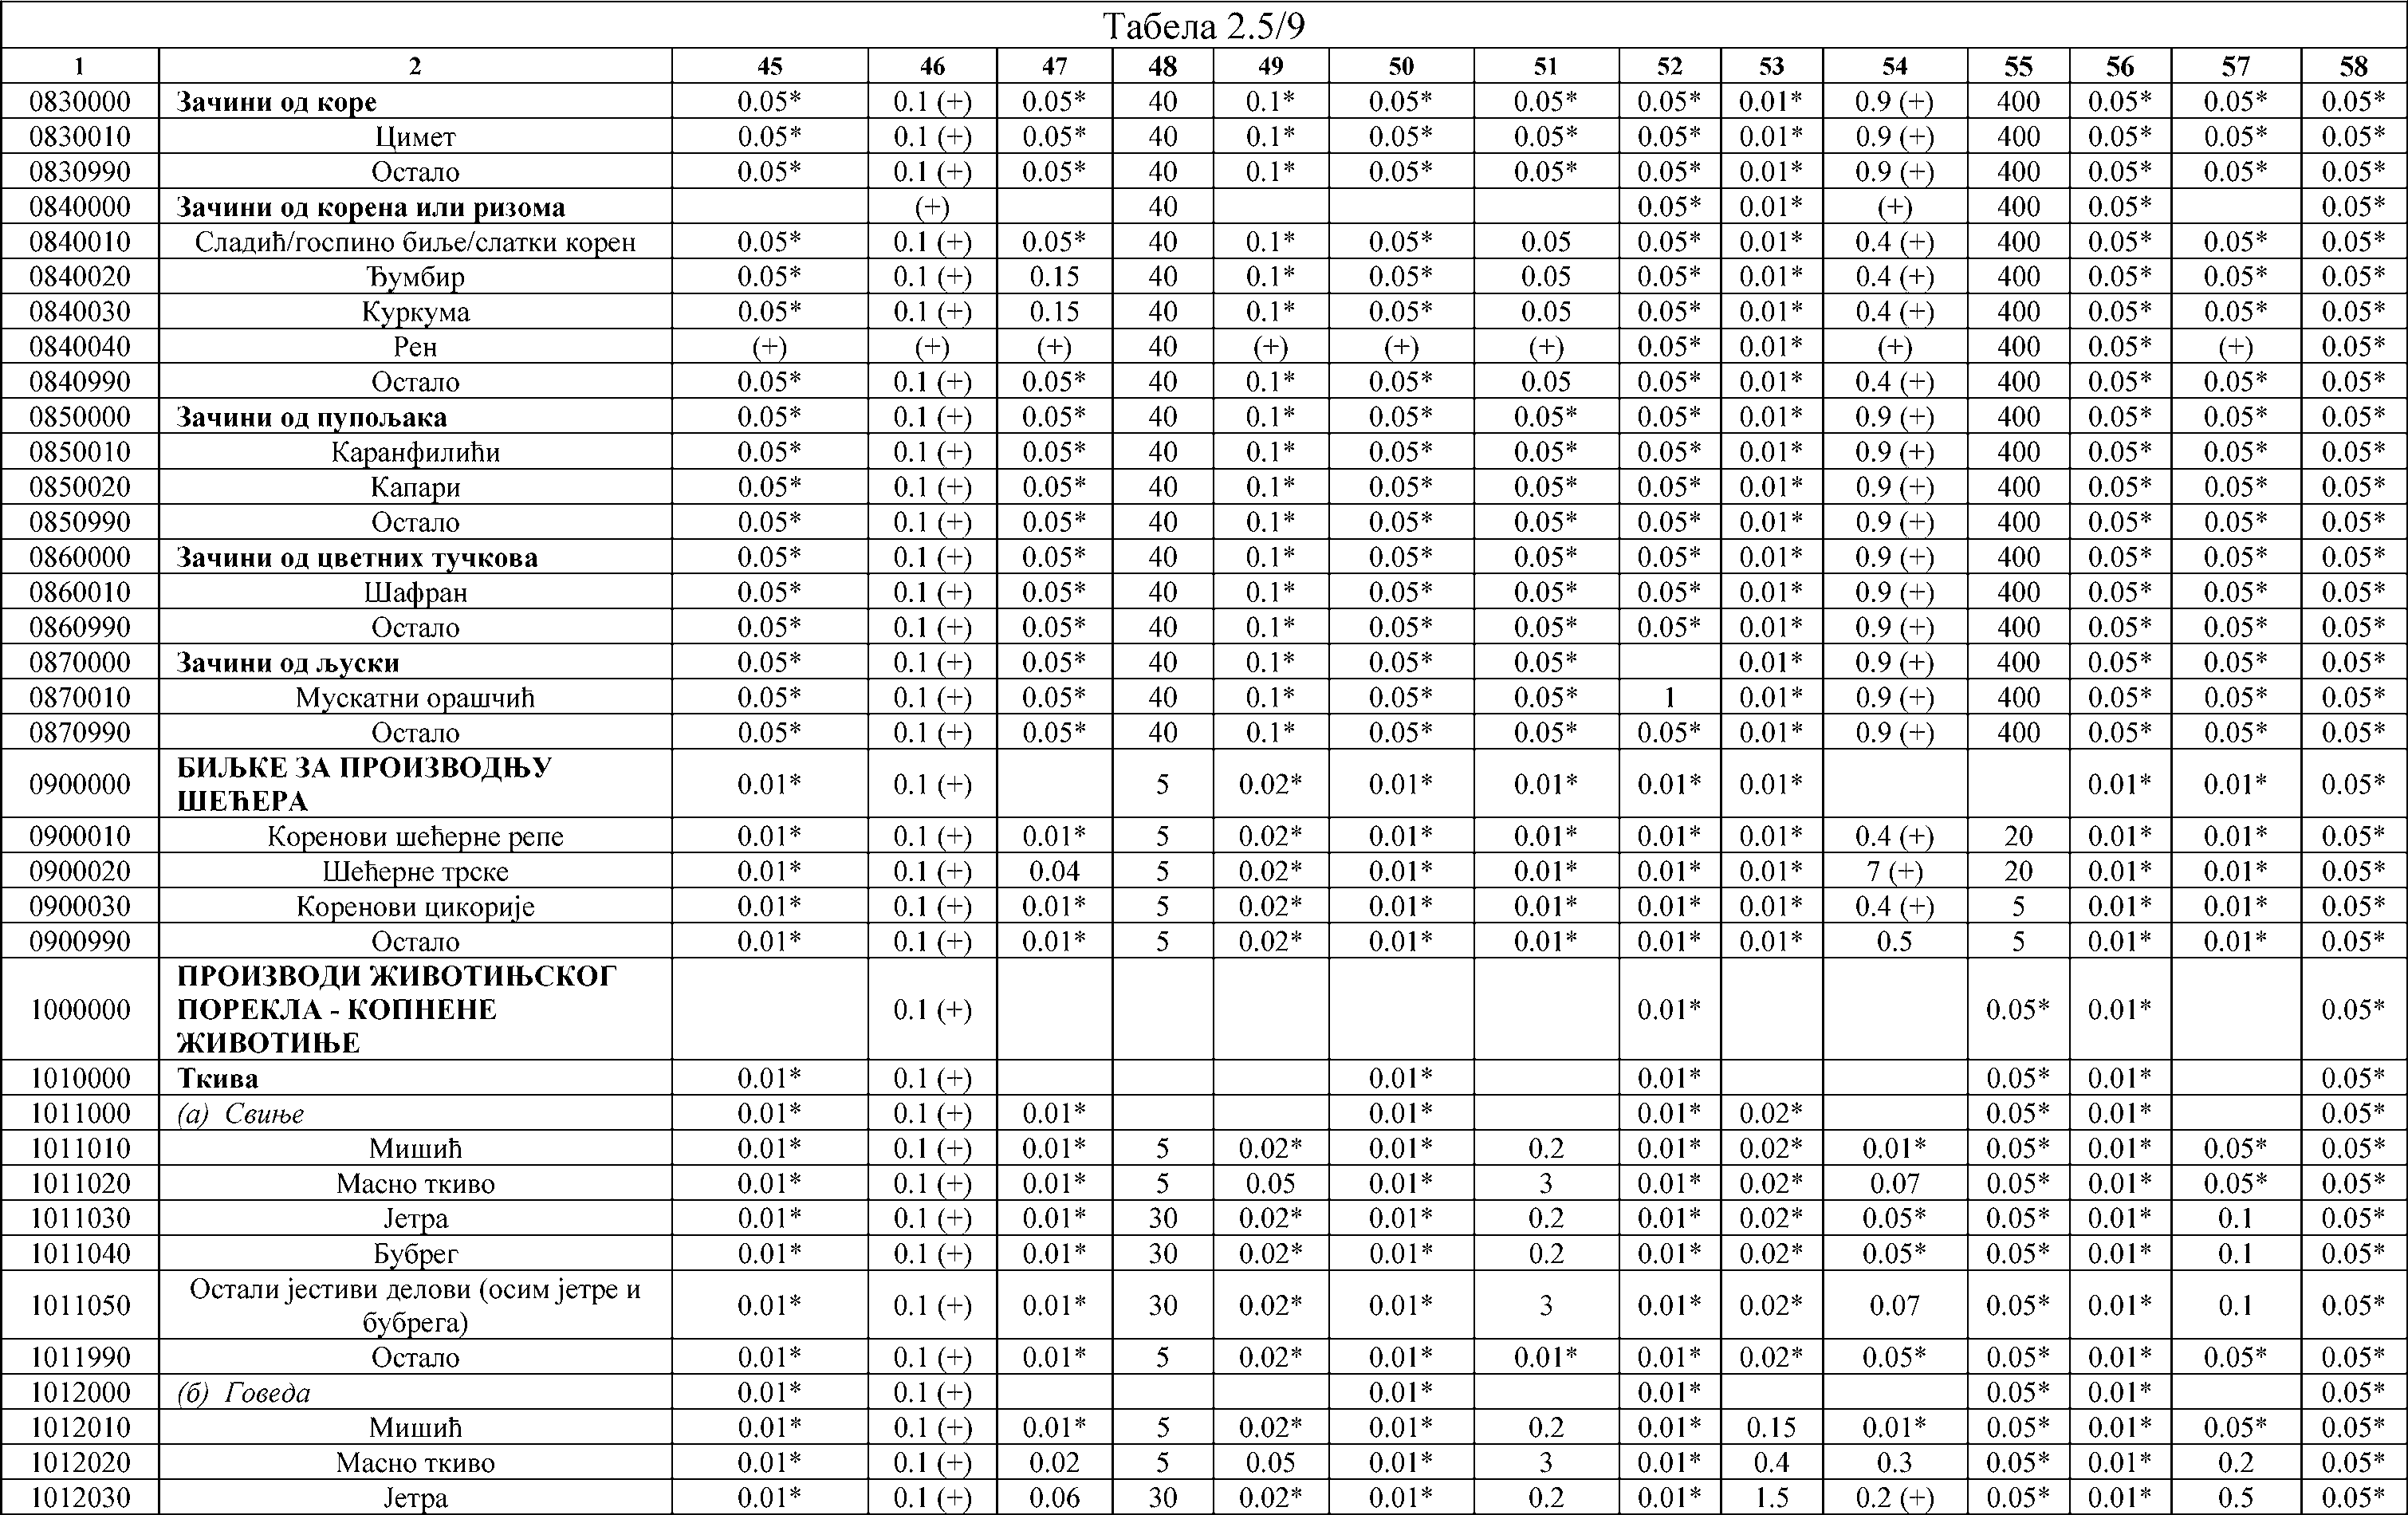 Табела 2.5/9
1 2 45 46 47 48 49 50 51 52 53 54 55 56 57 58
0830000 Зачини од коре 0.05* 0.1 (+) 0.05* 40 0.1* 0.05* 0.05* 0.05* 0.01* 0.9 (+) 400 0.05* 0.05* 0.05*
0830010 Цимет 0.05* 0.1 (+) 0.05* 40 0.1* 0.05* 0.05* 0.05* 0.01* 0.9 (+) 400 0.05* 0.05* 0.05*
0830990 Остало 0.05* 0.1 (+) 0.05* 40 0.1* 0.05* 0.05* 0.05* 0.01* 0.9 (+) 400 0.05* 0.05* 0.05*
0840000 Зачини од корена или ризома (+) 40 0.05* 0.01* (+) 400 0.05* 0.05*
0840010 Сладић/госпино биље/слатки корен 0.05* 0.1 (+) 0.05* 40 0.1* 0.05* 0.05 0.05* 0.01* 0.4 (+) 400 0.05* 0.05* 0.05*
0840020 Ђумбир 0.05* 0.1 (+) 0.15 40 0.1* 0.05* 0.05 0.05* 0.01* 0.4 (+) 400 0.05* 0.05* 0.05*
0840030 Куркума 0.05* 0.1 (+) 0.15 40 0.1* 0.05* 0.05 0.05* 0.01* 0.4 (+) 400 0.05* 0.05* 0.05*
0840040 Рен (+) (+) (+) 40 (+) (+) (+) 0.05* 0.01* (+) 400 0.05* (+) 0.05*
0840990 Остало 0.05* 0.1 (+) 0.05* 40 0.1* 0.05* 0.05 0.05* 0.01* 0.4 (+) 400 0.05* 0.05* 0.05*
0850000 Зачини од пупољака 0.05* 0.1 (+) 0.05* 40 0.1* 0.05* 0.05* 0.05* 0.01* 0.9 (+) 400 0.05* 0.05* 0.05*
0850010 Каранфилићи 0.05* 0.1 (+) 0.05* 40 0.1* 0.05* 0.05* 0.05* 0.01* 0.9 (+) 400 0.05* 0.05* 0.05*
0850020 Капари 0.05* 0.1 (+) 0.05* 40 0.1* 0.05* 0.05* 0.05* 0.01* 0.9 (+) 400 0.05* 0.05* 0.05*
0850990 Остало 0.05* 0.1 (+) 0.05* 40 0.1* 0.05* 0.05* 0.05* 0.01* 0.9 (+) 400 0.05* 0.05* 0.05*
0860000 Зачини од цветних тучкова 0.05* 0.1 (+) 0.05* 40 0.1* 0.05* 0.05* 0.05* 0.01* 0.9 (+) 400 0.05* 0.05* 0.05*
0860010 Шафран 0.05* 0.1 (+) 0.05* 40 0.1* 0.05* 0.05* 0.05* 0.01* 0.9 (+) 400 0.05* 0.05* 0.05*
0860990 Остало 0.05* 0.1 (+) 0.05* 40 0.1* 0.05* 0.05* 0.05* 0.01* 0.9 (+) 400 0.05* 0.05* 0.05*
0870000 Зачини од љуски 0.05* 0.1 (+) 0.05* 40 0.1* 0.05* 0.05* 0.01* 0.9 (+) 400 0.05* 0.05* 0.05*
0870010 Мускатни орашчић 0.05* 0.1 (+) 0.05* 40 0.1* 0.05* 0.05* 1 0.01* 0.9 (+) 400 0.05* 0.05* 0.05*
0870990 Остало 0.05* 0.1 (+) 0.05* 40 0.1* 0.05* 0.05* 0.05* 0.01* 0.9 (+) 400 0.05* 0.05* 0.05*
0900000 БИЉКЕ ЗА ПРОИЗВОДЊУ
ШЕЋЕРА 0.01* 0.1 (+) 5 0.02* 0.01* 0.01* 0.01* 0.01* 0.01* 0.01* 0.05*
0900010 Коренови шећерне репе 0.01* 0.1 (+) 0.01* 5 0.02* 0.01* 0.01* 0.01* 0.01* 0.4 (+) 20 0.01* 0.01* 0.05*
0900020 Шећерне трске 0.01* 0.1 (+) 0.04 5 0.02* 0.01* 0.01* 0.01* 0.01* 7 (+) 20 0.01* 0.01* 0.05*
0900030 Коренови цикорије 0.01* 0.1 (+) 0.01* 5 0.02* 0.01* 0.01* 0.01* 0.01* 0.4 (+) 5 0.01* 0.01* 0.05*
0900990 Остало 0.01* 0.1 (+) 0.01* 5 0.02* 0.01* 0.01* 0.01* 0.01* 0.5 5 0.01* 0.01* 0.05*
ПРОИЗВОДИ ЖИВОТИЊСКОГ
1000000 ПОРЕКЛА - КОПНЕНЕ 0.1 (+) 0.01* 0.05* 0.01* 0.05*
ЖИВОТИЊЕ
1010000 Ткива 0.01* 0.1 (+) 0.01* 0.01* 0.05* 0.01* 0.05*
1011000 (а) Свиње 0.01* 0.1 (+) 0.01* 0.01* 0.01* 0.02* 0.05* 0.01* 0.05*
1011010 Мишић 0.01* 0.1 (+) 0.01* 5 0.02* 0.01* 0.2 0.01* 0.02* 0.01* 0.05* 0.01* 0.05* 0.05*
1011020 Масно ткиво 0.01* 0.1 (+) 0.01* 5 0.05 0.01* 3 0.01* 0.02* 0.07 0.05* 0.01* 0.05* 0.05*
1011030 Јетра 0.01* 0.1 (+) 0.01* 30 0.02* 0.01* 0.2 0.01* 0.02* 0.05* 0.05* 0.01* 0.1 0.05*
1011040 Бубрег 0.01* 0.1 (+) 0.01* 30 0.02* 0.01* 0.2 0.01* 0.02* 0.05* 0.05* 0.01* 0.1 0.05*
1011050 Остали јестиви делови (осим јетре и
бубрега) 0.01* 0.1 (+) 0.01* 30 0.02* 0.01* 3 0.01* 0.02* 0.07 0.05* 0.01* 0.1 0.05*
1011990 Остало 0.01* 0.1 (+) 0.01* 5 0.02* 0.01* 0.01* 0.01* 0.02* 0.05* 0.05* 0.01* 0.05* 0.05*
1012000 (б) Говеда 0.01* 0.1 (+) 0.01* 0.01* 0.05* 0.01* 0.05*
1012010 Мишић 0.01* 0.1 (+) 0.01* 5 0.02* 0.01* 0.2 0.01* 0.15 0.01* 0.05* 0.01* 0.05* 0.05*
1012020 Масно ткиво 0.01* 0.1 (+) 0.02 5 0.05 0.01* 3 0.01* 0.4 0.3 0.05* 0.01* 0.2 0.05*
1012030 Јетра 0.01* 0.1 (+) 0.06 30 0.02* 0.01* 0.2 0.01* 1.5 0.2 (+) 0.05* 0.01* 0.5 0.05*